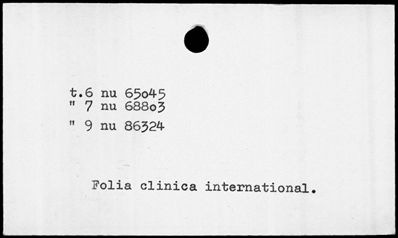 t.6 nu 65045
" 7 nu 68803
" 9 nu 86324
Folia clinica international.